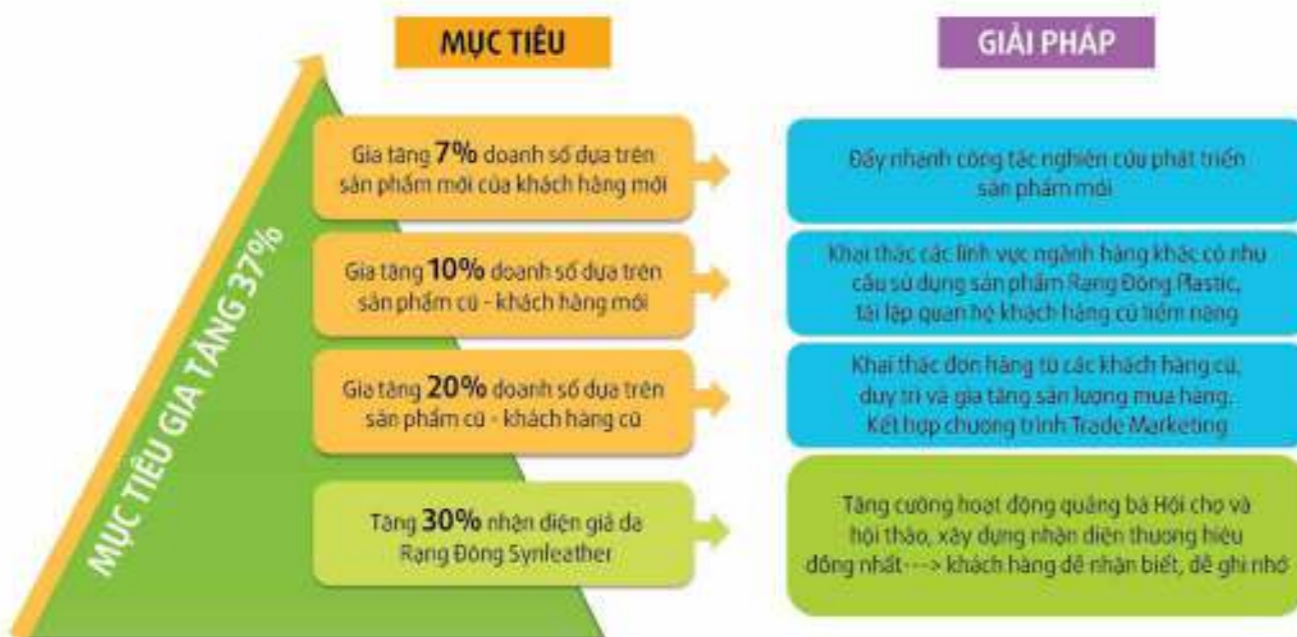 MỤC TIÊU
GIẢI PHÁP
MỤC TIÊU GIA TĂNG 37%
Gia tăng 7% doanh số dựa trên
sản phẩm mới của khách hàng mới
Đẩy nhanh công tác nghiên cứu phát triển
sản phẩm mới
Gia tăng 10% doanh số dựa trên
sản phẩm cũ - khách hàng mới
Khai thác các lĩnh vực ngành hàng khác có nhu
cầu sử dụng sản phẩm Rạng Đông Plastic,
tái lập quan hệ khách hàng cũ tiềm năng
Gia tăng 20% doanh số dựa trên
sản phẩm cũ - khách hàng cũ
Khai thác đơn hàng từ các khách hàng cũ,
duy trì và gia tăng sản lượng mua hàng.
Kết hợp chương trình Trade Marketing
Tăng 30% nhận diện giả da
Rạng Đông Synleather
Tăng cường hoạt động quảng bá Hội chợ và
hội thảo, xây dựng nhận diện thương hiệu
đồng nhất---> khách hàng dễ nhận biết, dễ ghi nhớ